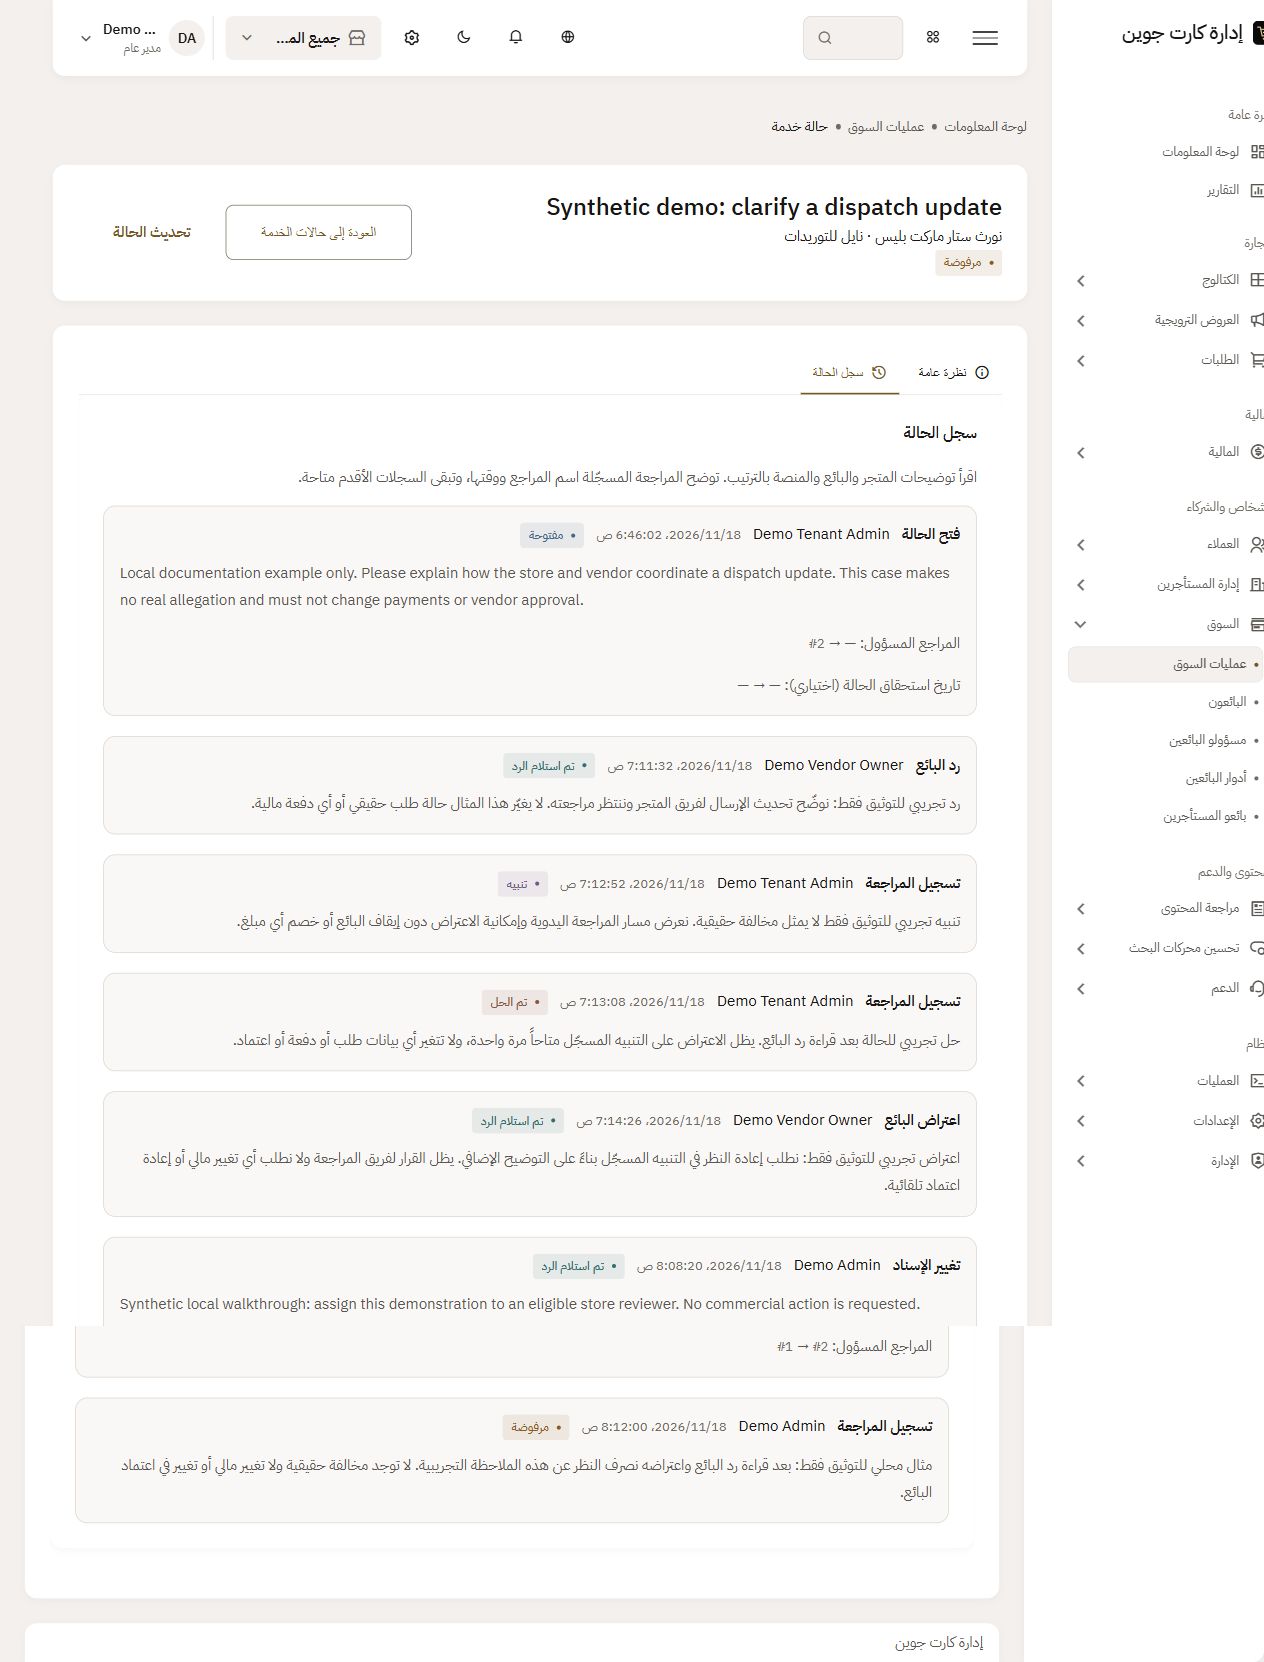 إدارة كارت جوين
لوحة المعلومات
التقارير
الكتالوج
العروض الترويجية
الطلبات
المالية
العملاء
إدارة المستأجرين
السوق
عمليات السوق
البائعون
مسؤولو البائعين
أدوار البائعين
بائعو المستأجرين
مراجعة المحتوى
تحسين محركات البحث
الدعم
العمليات
الإعدادات
الإدارة
جميع المـ...
DA
Demo ...
مدير عام
لوحة المعلومات • عمليات السوق • حالة خدمة
Synthetic demo: clarify a dispatch update
نورث ستار ماركت بليس · نايل للتوريدات
مرفوضة
العودة إلى حالات الخدمة
تحديث الحالة
نظرة عامة
سجل الحالة
سجل الحالة
اقرأ توضيحات المتجر والبائع والمنصة بالترتيب. توضح المراجعة المسجّلة اسم المراجع ووقتها، وتبقى السجلات الأقدم متاحة.
فتح الحالة Demo Tenant Admin 18‏/11‏/2026، 6:46:02 ص • مفتوحة
Local documentation example only. Please explain how the store and vendor coordinate a dispatch update. This case makes
no real allegation and must not change payments or vendor approval.
المراجع المسؤول: — → #2
تاريخ استحقاق الحالة (اختياري): — → —
رد البائع Demo Vendor Owner 18‏/11‏/2026، 7:11:32 ص • تم استلام الرد
رد تجريبي للتوثيق فقط: نوضّح تحديث الإرسال لفريق المتجر وننتظر مراجعته. لا يغيّر هذا المثال حالة طلب حقيقي أو أي دفعة مالية.
تسجيل المراجعة Demo Tenant Admin 18‏/11‏/2026، 7:12:52 ص • تنبيه
تنبيه تجريبي للتوثيق فقط لا يمثل مخالفة حقيقية. نعرض مسار المراجعة اليدوية وإمكانية الاعتراض دون إيقاف البائع أو خصم أي مبلغ.
تسجيل المراجعة Demo Tenant Admin 18‏/11‏/2026، 7:13:08 ص • تم الحل
حل تجريبي للحالة بعد قراءة رد البائع. يظل الاعتراض على التنبيه المسجّل متاحاً مرة واحدة، ولا تتغير أي بيانات طلب أو دفعة أو اعتماد.
اعتراض البائع Demo Vendor Owner 18‏/11‏/2026، 7:14:26 ص • تم استلام الرد
اعتراض تجريبي للتوثيق فقط: نطلب إعادة النظر في التنبيه المسجّل بناءً على التوضيح الإضافي. يظل القرار لفريق المراجعة ولا نطلب أي تغيير مالي أو إعادة
اعتماد تلقائية.
تغيير الإسناد Demo Admin 18‏/11‏/2026، 8:08:20 ص • تم استلام الرد
Synthetic local walkthrough: assign this demonstration to an eligible store reviewer. No commercial action is requested.
المراجع المسؤول: #2 → #1
تسجيل المراجعة Demo Admin 18‏/11‏/2026، 8:12:00 ص • مرفوضة
مثال محلي للتوثيق فقط: بعد قراءة رد البائع واعتراضه نصرف النظر عن هذه الملاحظة التجريبية. لا توجد مخالفة حقيقية ولا تغيير مالي أو تغيير في اعتماد
البائع.
إدارة كارت جوين